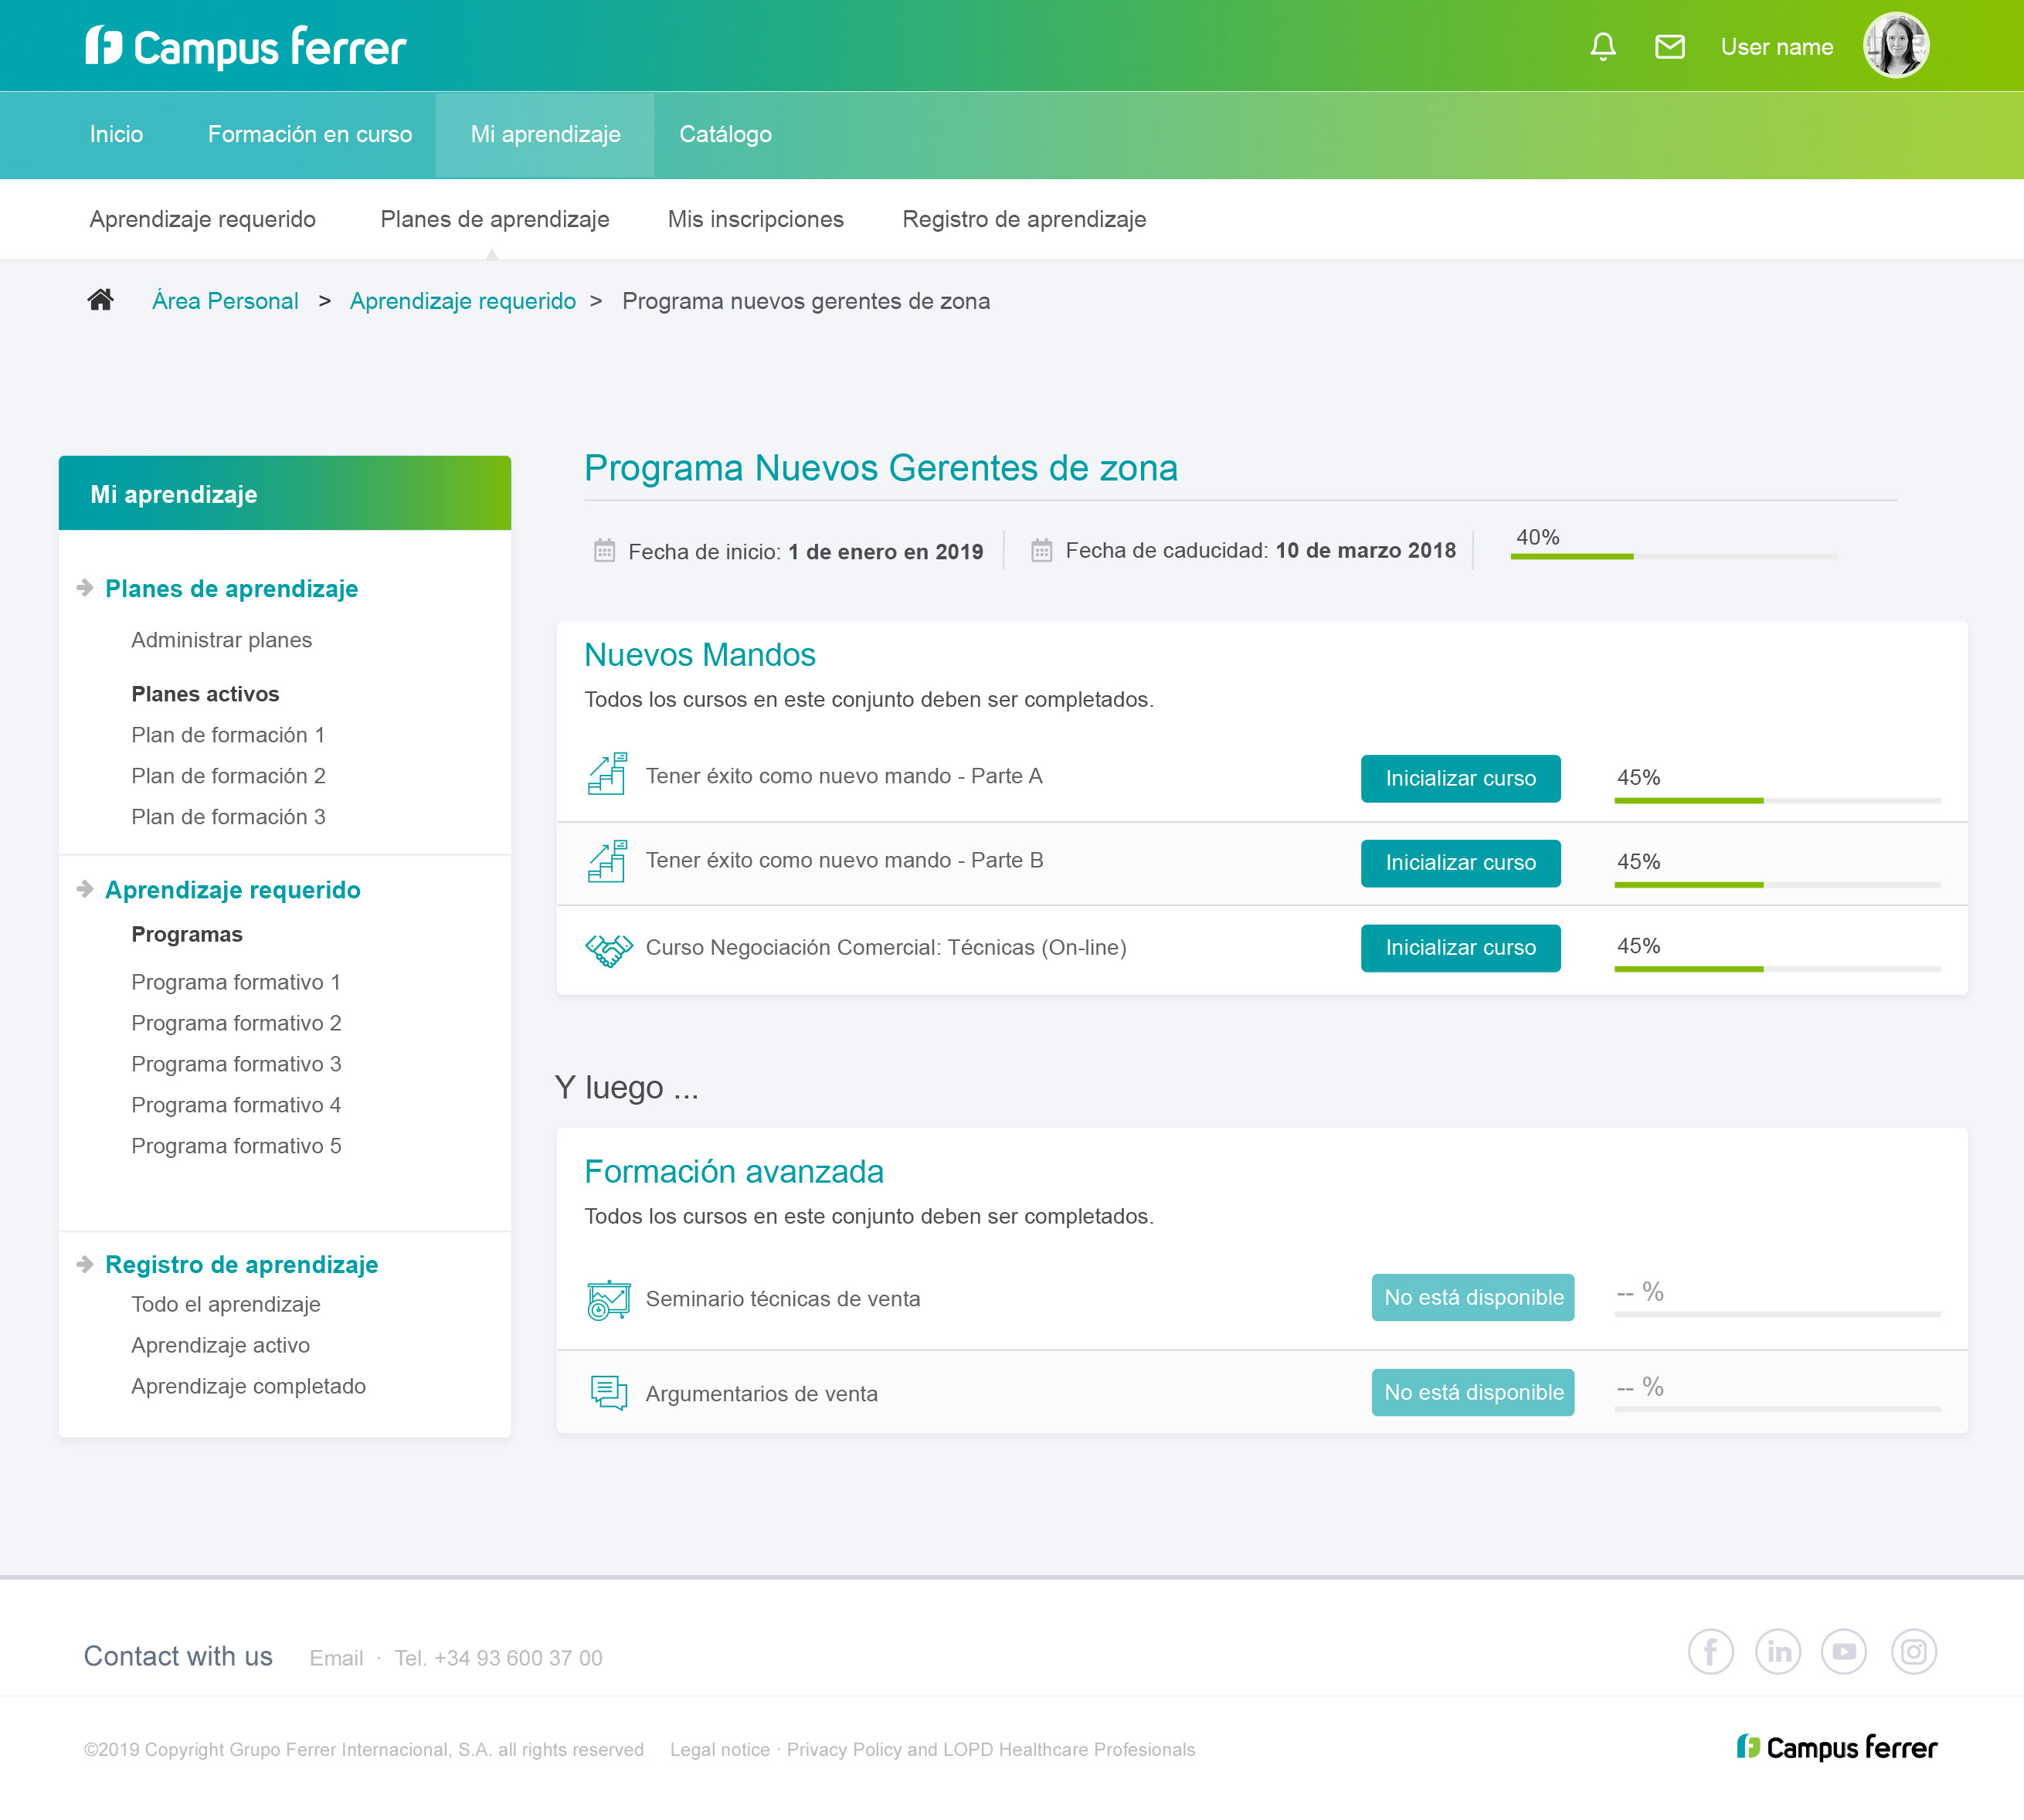 Campus ferrer
User name
Inicio Formación en curso Mi aprendizaje Catálogo
Aprendizaje requerido Planes de aprendizaje Mis inscripciones Registro de aprendizaje
Área Personal > Aprendizaje requerido > Programa nuevos gerentes de zona
Mi aprendizaje
Planes de aprendizaje
Administrar planes
Planes activos
Plan de formación 1
Plan de formación 2
Plan de formación 3
Aprendizaje requerido
Programas
Programa formativo 1
Programa formativo 2
Programa formativo 3
Programa formativo 4
Programa formativo 5
Registro de aprendizaje
Todo el aprendizaje
Aprendizaje activo
Aprendizaje completado
Programa Nuevos Gerentes de zona
Fecha de inicio: 1 de enero en 2019
Fecha de caducidad: 10 de marzo 2018
40%
Nuevos Mandos
Todos los cursos en este conjunto deben ser completados.
Tener éxito como nuevo mando - Parte A Inicializar curso 45%
Tener éxito como nuevo mando - Parte B Inicializar curso 45%
Curso Negociación Comercial: Técnicas (On-line) Inicializar curso 45%
Y luego ...
Formación avanzada
Todos los cursos en este conjunto deben ser completados.
Seminario técnicas de venta No está disponible -- %
Argumentarios de venta No está disponible -- %
Contact with us Email · Tel. +34 93 600 37 00
©2019 Copyright Grupo Ferrer Internacional, S.A. all rights reserved Legal notice · Privacy Policy and LOPD Healthcare Profesionals
Campus ferrer